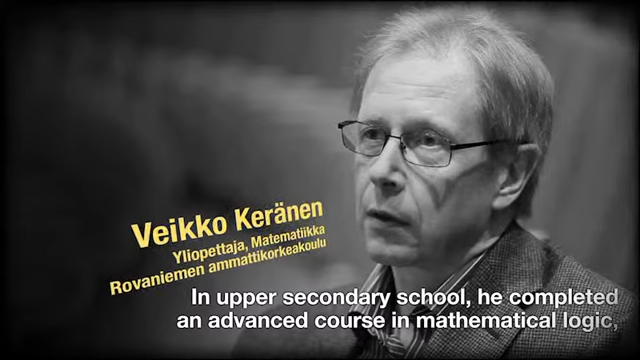 Veikko Keränen
Yliopettaja, Matematiikka
Rovaniemen ammattikorkeakoulu
In upper secondary school, he completed
an advanced course in mathematical logic,